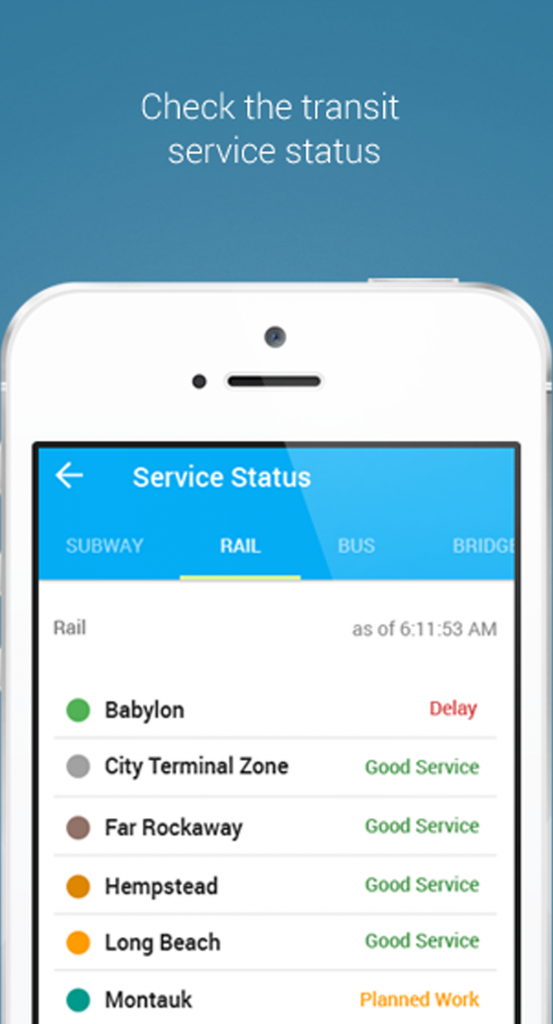 Check the transit
service status
Service Status
SUBWAY RAIL BUS BRIDGE
Rail as of 6:11:53 AM
Babylon Delay
City Terminal Zone Good Service
Far Rockaway Good Service
Hempstead Good Service
Long Beach Good Service
Montauk Planned Work